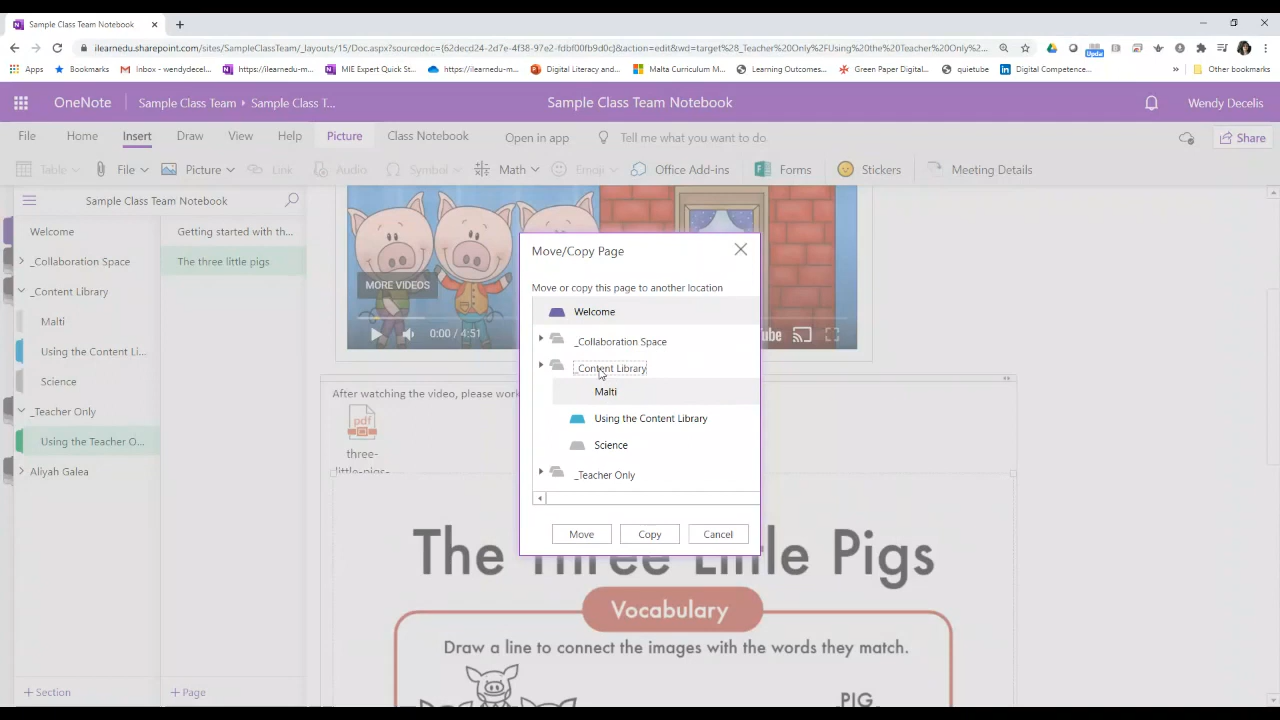 Sample Class Team Notebook
ilearnedu.sharepoint.com/sites/SampleClassTeam/_layouts/15/Doc.aspx?sourcedoc={62decd24-2d7e-4f38-97e2-fdbf00fb9d0c}&action=edit&wd=target%28_Teacher%20Only%2FUsing%20the%20Teacher%20Only...
Updat
Apps
Bookmarks
Inbox - wendydecel...
https://ilearnedu-m...
MIE Expert Quick St...
https://ilearnedu-m...
Digital Literacy and...
Malta Curriculum M...
Learning Outcomes...
Green Paper Digital...
quietube
Digital Competence...
Other bookmarks
OneNote
Sample Class Team
Sample Class T...
Sample Class Team Notebook
Wendy Decelis
File Home Insert Draw View Help Picture Class Notebook Open in app Tell me what you want to do Share
Table File Picture Link Audio Symbol Math Emoji Office Add-ins Forms Stickers Meeting Details
Sample Class Team Notebook
Welcome
_Collaboration Space
_Content Library
Malti
Using the Content Li...
Science
_Teacher Only
Using the Teacher O...
Aliyah Galea
+ Section
Getting started with th...
The three little pigs
+ Page
MORE VIDEOS
0:00 / 4:51
Move/Copy Page
Move or copy this page to another location
Welcome
_Collaboration Space
_Content Library
Malti
Using the Content Library
Science
_Teacher Only
Move Copy Cancel
After watching the video, please work
pdf
three-
little-pigs-
The Three Little Pigs
Vocabulary
Draw a line to connect the images with the words they match.
PIG